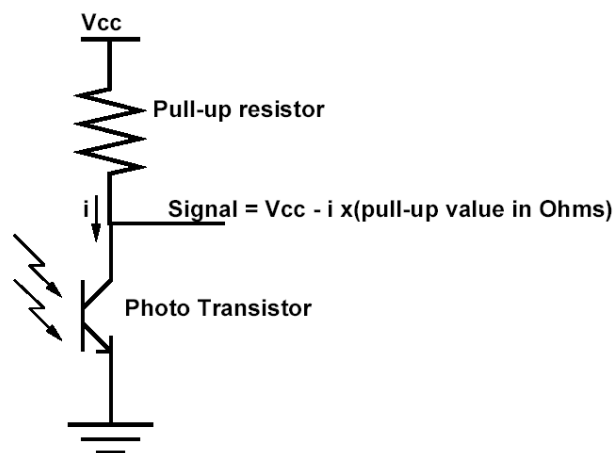 Vcc
Pull-up resistor
i
Signal = Vcc - i x(pull-up value in Ohms)
Photo Transistor